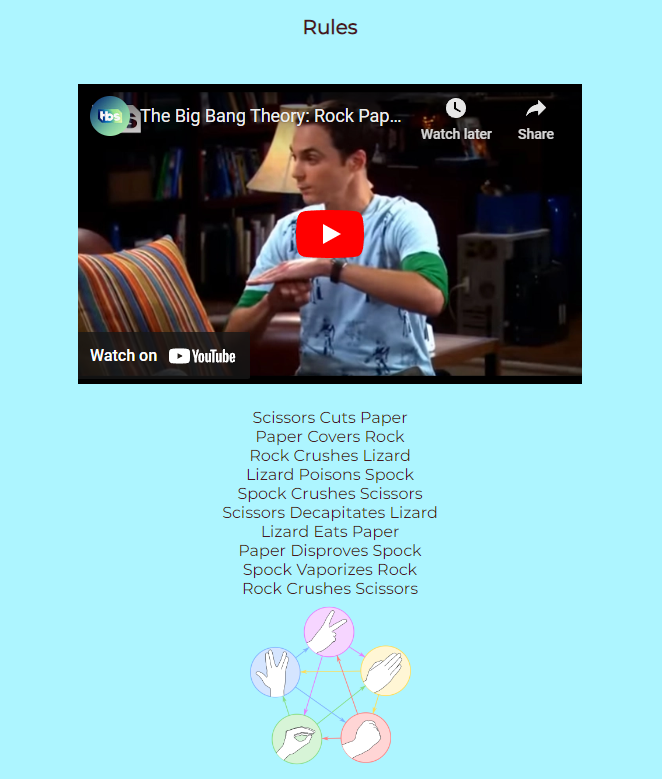 Rules
tbs
The Big Bang Theory: Rock Pap...
Watch later
Share
Watch on YouTube
Scissors Cuts Paper
Paper Covers Rock
Rock Crushes Lizard
Lizard Poisons Spock
Spock Crushes Scissors
Scissors Decapitates Lizard
Lizard Eats Paper
Paper Disproves Spock
Spock Vaporizes Rock
Rock Crushes Scissors